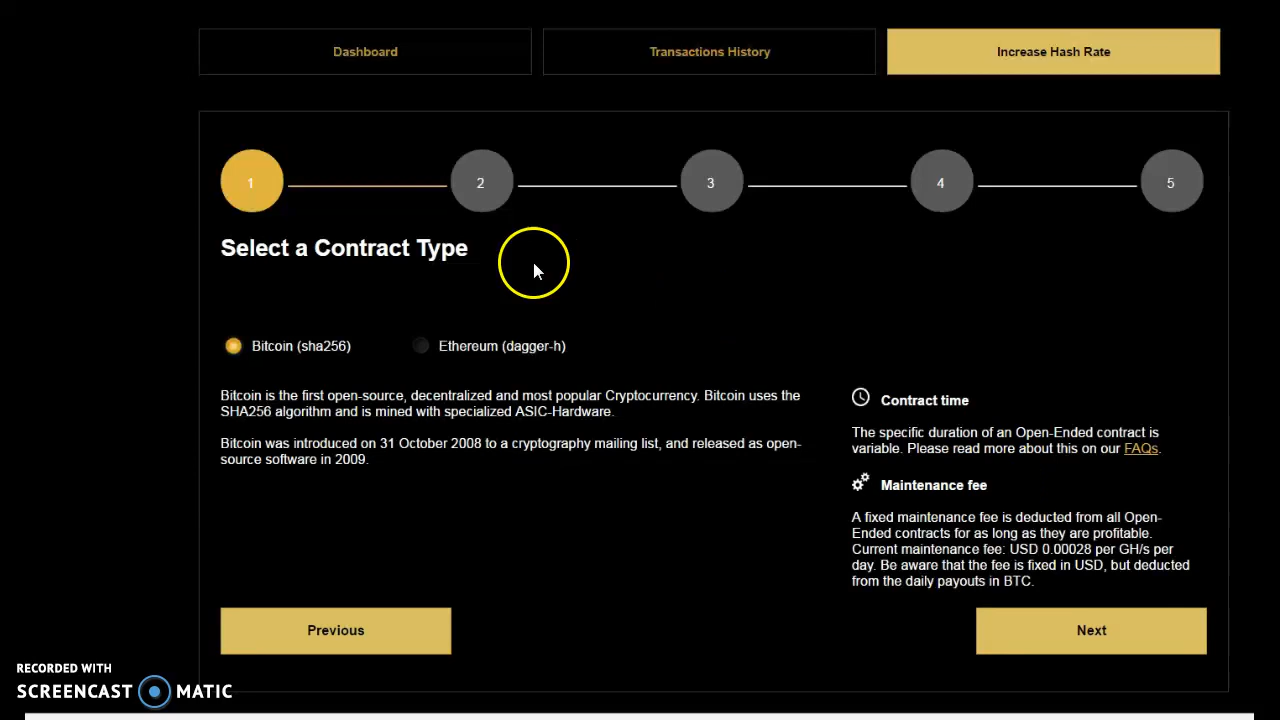 Dashboard
Transactions History
Increase Hash Rate
1
2
3
4
5
Select a Contract Type
Bitcoin (sha256)
Ethereum (dagger-h)
Bitcoin is the first open-source, decentralized and most popular Cryptocurrency. Bitcoin uses the
SHA256 algorithm and is mined with specialized ASIC-Hardware.
Bitcoin was introduced on 31 October 2008 to a cryptography mailing list, and released as open-
source software in 2009.
Contract time
The specific duration of an Open-Ended contract is
variable. Please read more about this on our FAQs.
Maintenance fee
A fixed maintenance fee is deducted from all Open-
Ended contracts for as long as they are profitable.
Current maintenance fee: USD 0.00028 per GH/s per
day. Be aware that the fee is fixed in USD, but deducted
from the daily payouts in BTC.
Previous
Next
RECORDED WITH
SCREENCAST MATIC